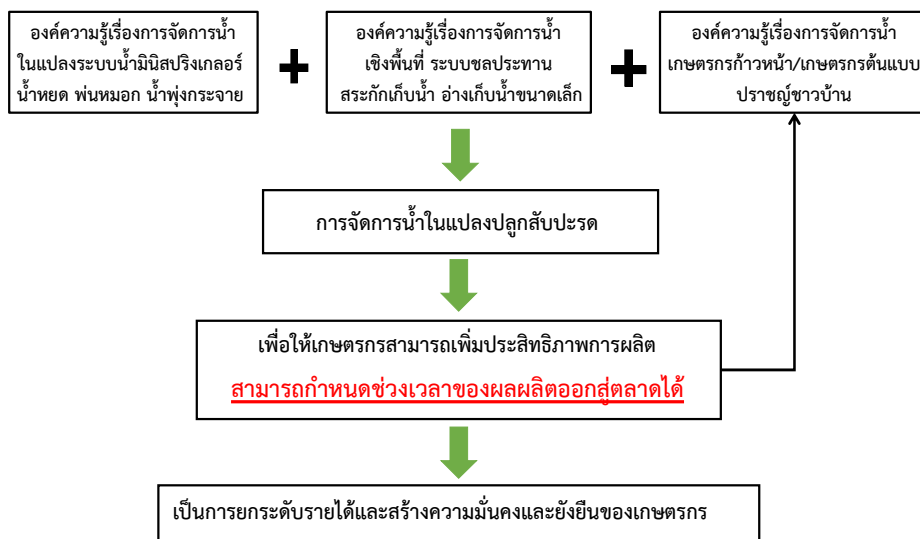 องค์ความรู้เรื่องการจัดการน้ำ
ในแปลงระบบน้ำมินิสปริงเกลอร์
น้ำหยด พ่นหมอก น้ำพุ่งกระจาย
องค์ความรู้เรื่องการจัดการน้ำ
เชิงพื้นที่ ระบบชลประทาน
สระกักเก็บน้ำ อ่างเก็บน้ำขนาดเล็ก
องค์ความรู้เรื่องการจัดการน้ำ
เกษตรกรก้าวหน้า/เกษตรกรต้นแบบ
ปราชญ์ชาวบ้าน
การจัดการน้ำในแปลงปลูกสับปะรด
เพื่อให้เกษตรกรสามารถเพิ่มประสิทธิภาพการผลิต
สามารถกำหนดช่วงเวลาของผลผลิตออกสู่ตลาดได้
เป็นการยกระดับรายได้และสร้างความมั่นคงและยังยืนของเกษตรกร